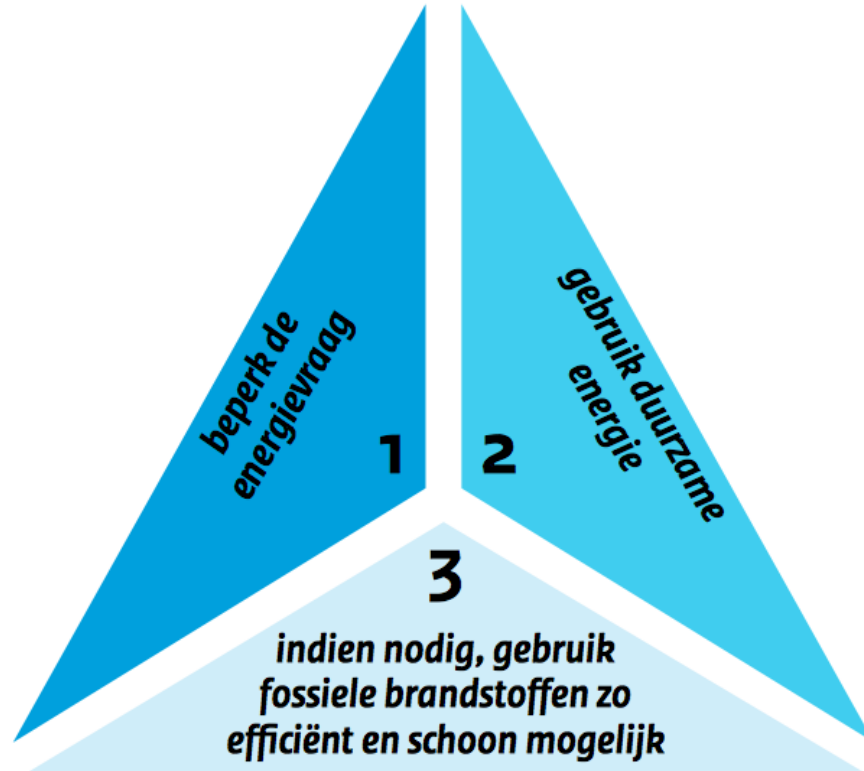 beperk de
energievraag
1
2
gebruik duurzame
energie
3
indien nodig, gebruik
fossiele brandstoffen zo
efficiënt en schoon mogelijk